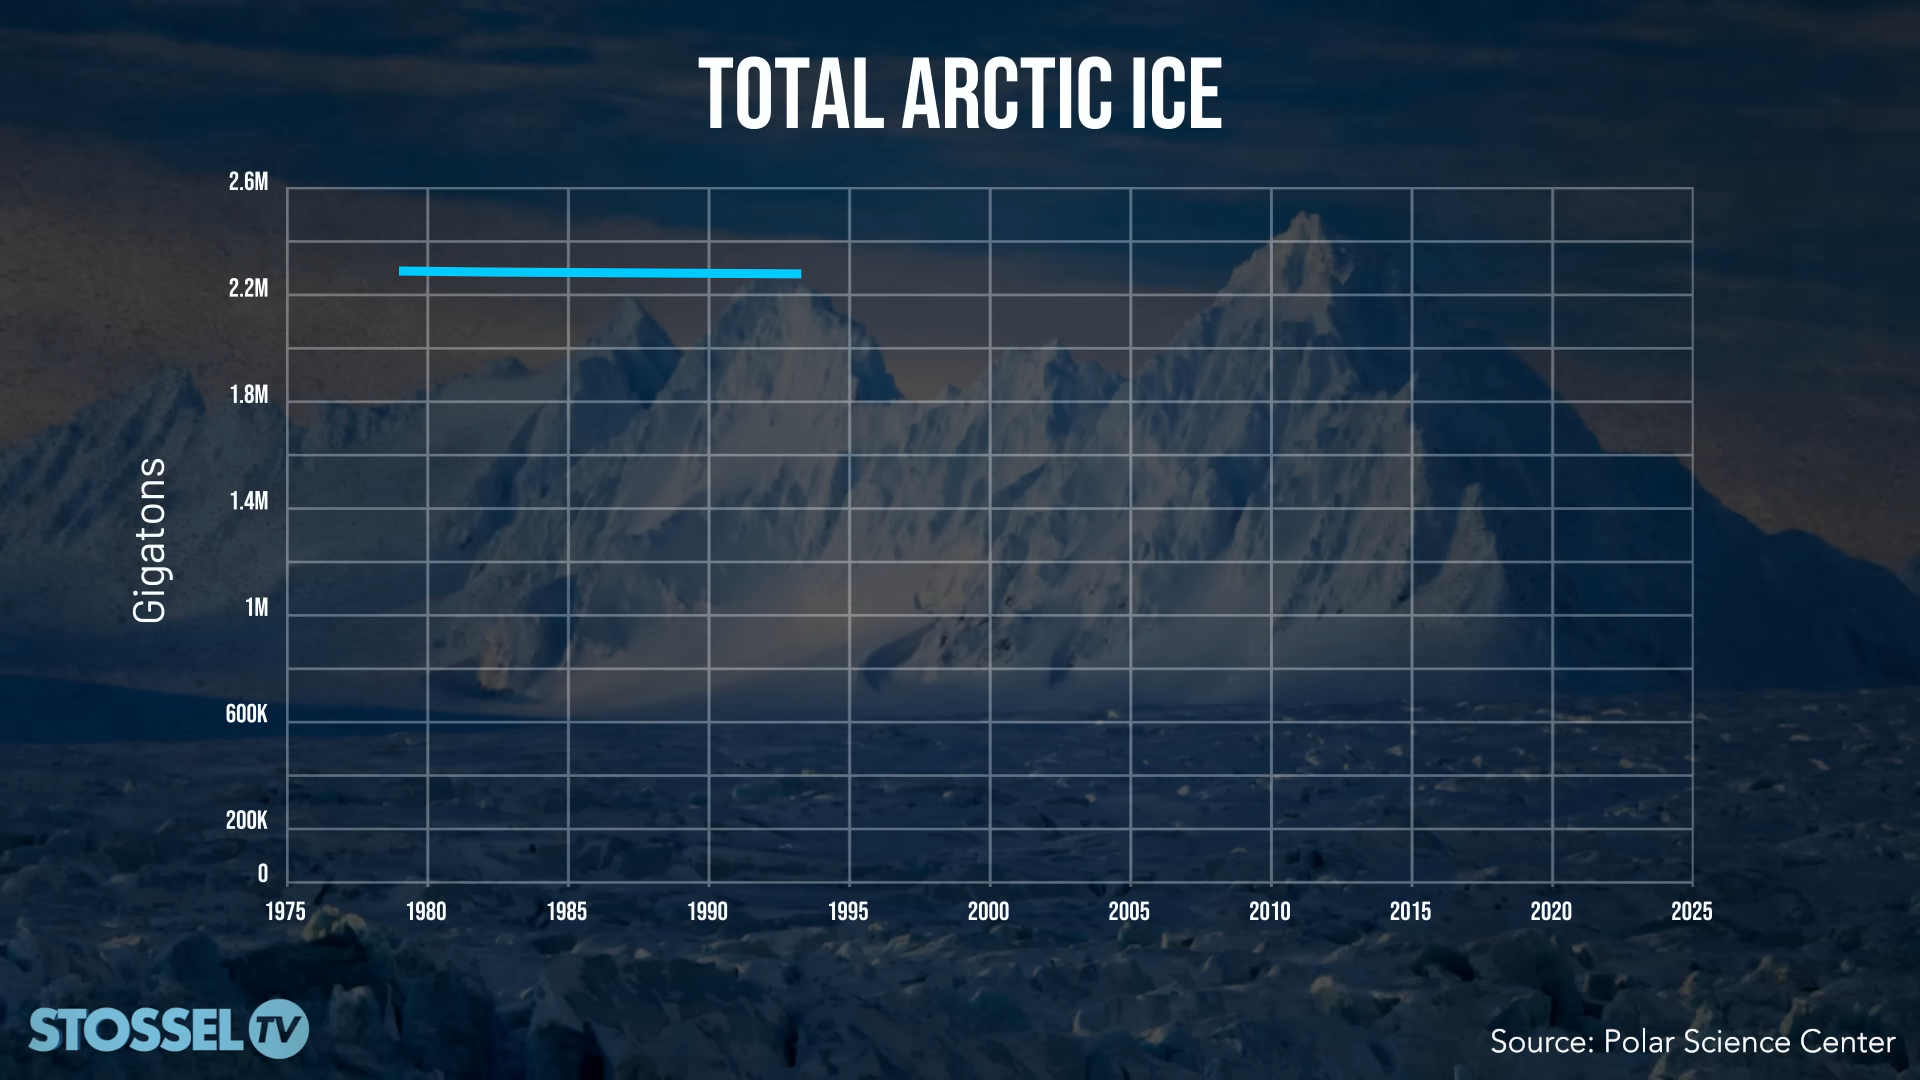 TOTAL ARCTIC ICE
2.6M
2.2M
1.8M
1.4M
1M
600K
200K
0
Gigatons
1975 1980 1985 1990 1995 2000 2005 2010 2015 2020 2025
STOSSEL TV
Source: Polar Science Center